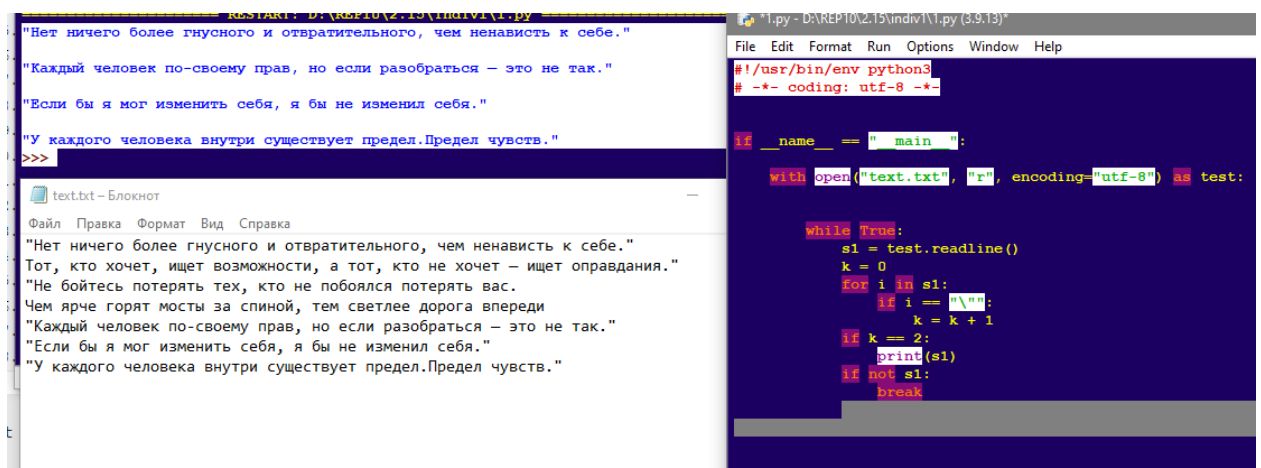 RESTART: D:\REP10\2.15\indiv1\1.py
"Нет ничего более гнусного и отвратительного, чем ненависть к себе."
"Каждый человек по-своему прав, но если разобраться — это не так."
"Если бы я мог изменить себя, я бы не изменил себя."
"У каждого человека внутри существует предел.Предел чувств."
>>>
text.txt – Блокнот
Файл Правка Формат Вид Справка
"Нет ничего более гнусного и отвратительного, чем ненависть к себе."
Тот, кто хочет, ищет возможности, а тот, кто не хочет — ищет оправдания."
"Не бойтесь потерять тех, кто не побоялся потерять вас.
Чем ярче горят мосты за спиной, тем светлее дорога впереди
"Каждый человек по-своему прав, но если разобраться — это не так."
"Если бы я мог изменить себя, я бы не изменил себя."
"У каждого человека внутри существует предел.Предел чувств."
*1.py - D:\REP10\2.15\indiv1\1.py (3.9.13)*
File Edit Format Run Options Window Help
#!/usr/bin/env python3
# -*- coding: utf-8 -*-
if __name__ == "__main__":
with open("text.txt", "r", encoding="utf-8") as test:
while True:
s1 = test.readline()
k = 0
for i in s1:
if i == "\"":
k = k + 1
if k == 2:
print(s1)
if not s1:
break